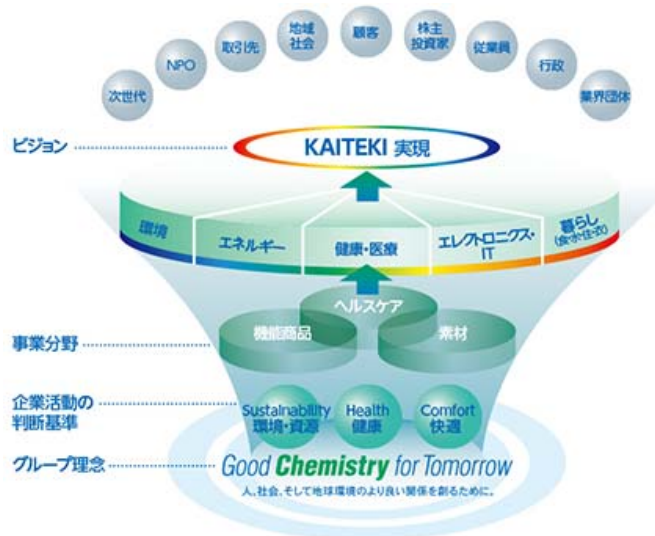 次世代
NPO
取引先
地域
社会
顧客
株主
投資家
従業員
行政
業界団体
ビジョン
KAITEKI 実現
環境
エネルギー
健康・医療
エレクトロニクス・
IT
暮らし
(食・水・住・衣)
ヘルスケア
事業分野
機能商品
素材
企業活動の
判断基準
Sustainability
環境・資源
Health
健康
Comfort
快適
グループ理念
Good Chemistry for Tomorrow
人、社会、そして地球環境のより良い関係を創るために。